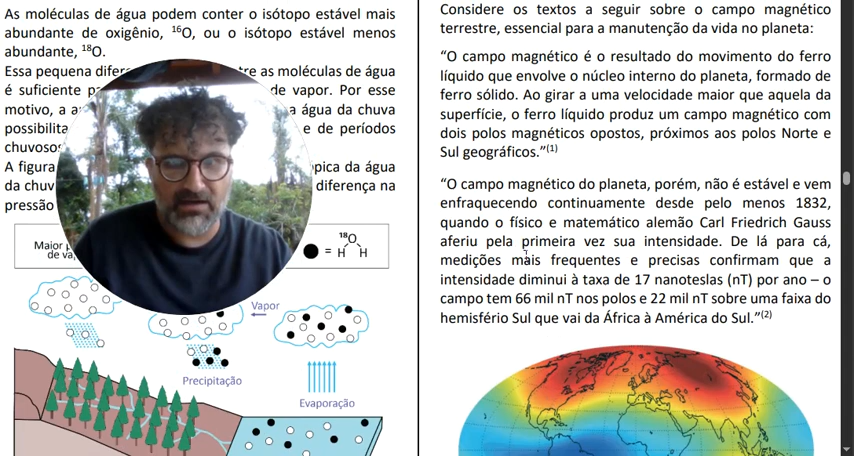 As moléculas de água podem conter o isótopo estável mais
abundante de oxigênio, ¹⁶O, ou o isótopo estável menos
abundante, ¹⁸O.
Essa pequena as moléculas de água
é suficiente de vapor. Por esse
motivo, a água da chuva
e de períodos
chuvosos
A figura da água
da diferença na
pressão
Maior
de
¹⁸O
= H H
Vapor
Precipitação
Evaporação
Considere os textos a seguir sobre o campo magnético
terrestre, essencial para a manutenção da vida no planeta:
“O campo magnético é o resultado do movimento do ferro
líquido que envolve o núcleo interno do planeta, formado de
ferro sólido. Ao girar a uma velocidade maior que aquela da
superfície, o ferro líquido produz um campo magnético com
dois polos magnéticos opostos, próximos aos polos Norte e
Sul geográficos.”⁽¹⁾
“O campo magnético do planeta, porém, não é estável e vem
enfraquecendo continuamente desde pelo menos 1832,
quando o físico e matemático alemão Carl Friedrich Gauss
aferiu pela primeira vez sua intensidade. De lá para cá,
medições mais frequentes e precisas confirmam que a
intensidade diminui à taxa de 17 nanoteslas (nT) por ano – o
campo tem 66 mil nT nos polos e 22 mil nT sobre uma faixa do
hemisfério Sul que vai da África à América do Sul.”⁽²⁾